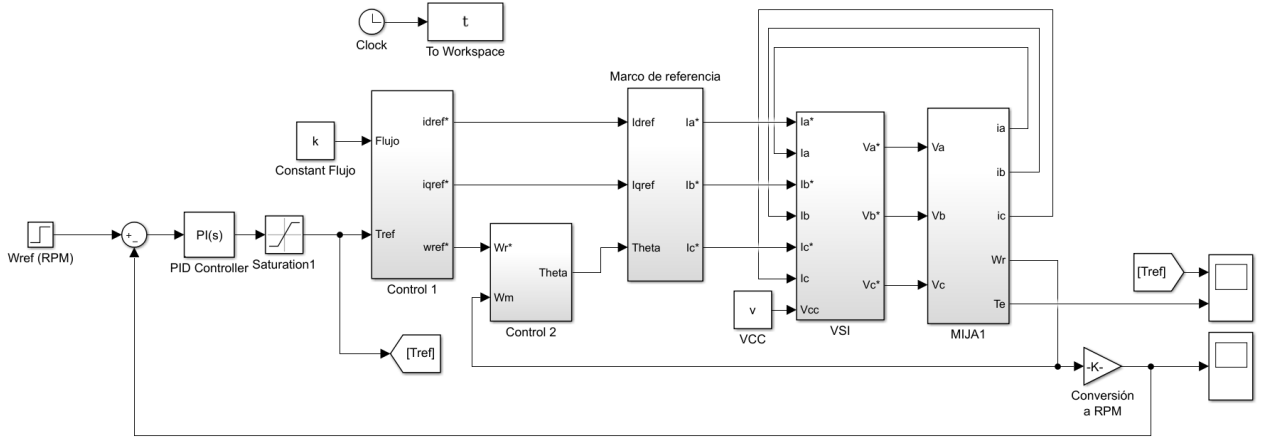 Clock
t
To Workspace
Wref (RPM)
+
−
PI(s)
PID Controller
Saturation1
k
Constant Flujo
Flujo
Tref
idref*
iqref*
wref*
Control 1
[Tref]
Wr*
Wm
Theta
Control 2
Marco de referencia
Idref
Iqref
Theta
Ia*
Ib*
Ic*
v
VCC
Ia*
Ia
Ib*
Ib
Ic*
Ic
Vcc
Va*
Vb*
Vc*
VSI
Va
Vb
Vc
ia
ib
ic
Wr
Te
MIJA1
[Tref]
-K-
Conversión
a RPM